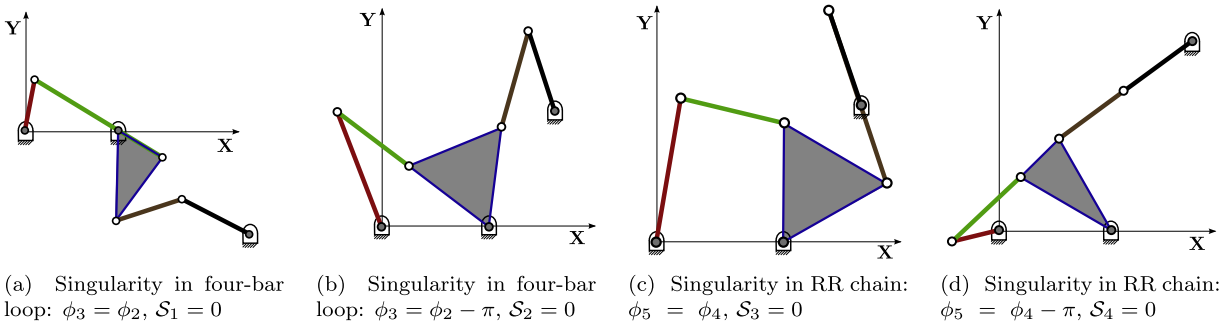 Y
X
Y
X
Y
X
Y
X
(a) Singularity in four-bar
loop: ϕ₃ = ϕ₂, 𝒮₁ = 0
(b) Singularity in four-bar
loop: ϕ₃ = ϕ₂ − π, 𝒮₂ = 0
(c) Singularity in RR chain:
ϕ₅ = ϕ₄, 𝒮₃ = 0
(d) Singularity in RR chain:
ϕ₅ = ϕ₄ − π, 𝒮₄ = 0